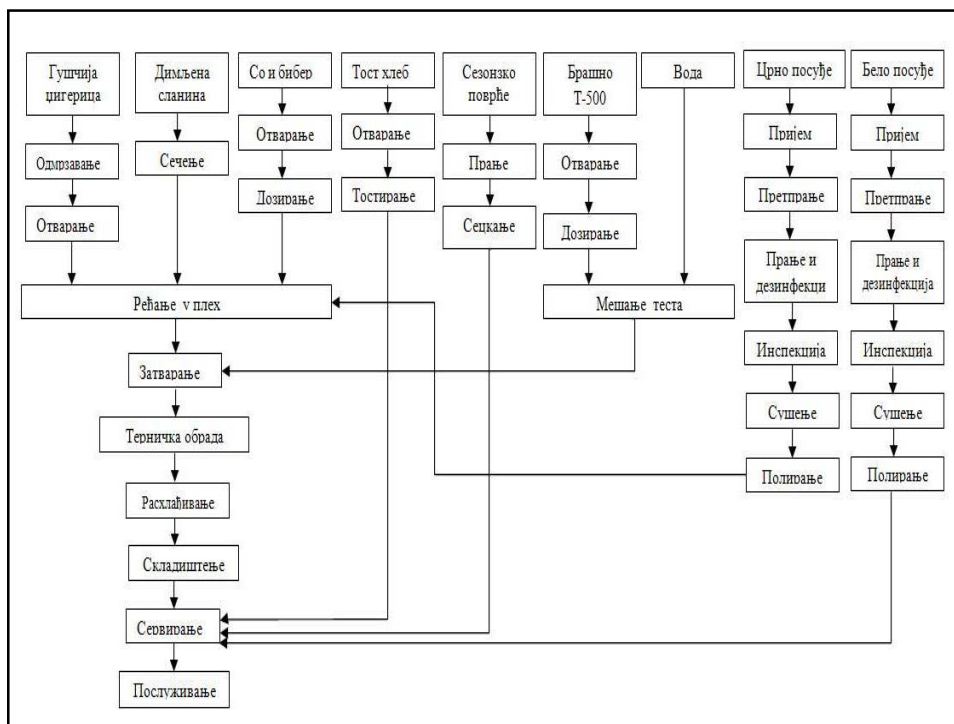 Гушчија
џигерица
Димљена
сланина
Со и бибер
Тост хлеб
Сезонско
поврће
Брашно
Т-500
Вода
Црно посуђе
Бело посуђе
Отварање
Отварање
Пријем
Пријем
Одмрзавање
Сечење
Прање
Отварање
Дозирање
Тостирање
Претпрање
Претпрање
Отварање
Сецкање
Дозирање
Прање и
дезинфекци
Прање и
дезинфекција
Ређање v плех
Мешање теста
Инспекција
Инспекција
Затварање
Сушење
Сушење
Терничка обрада
Полирање
Полирање
Расхлађивање
Складиштење
Сервирање
Послуживање